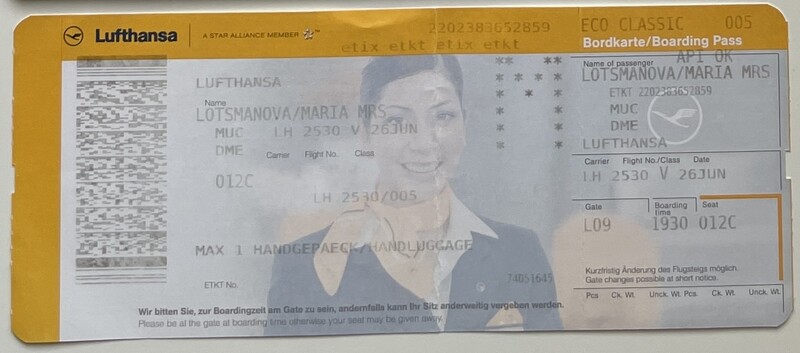 Lufthansa
A STAR ALLIANCE MEMBER
2202383652859
ECO CLASSIC 005
etix etkt etix etkt
Bordkarte/Boarding Pass
** **
* * * *
* *
* *
* *
LUFTHANSA
Name
LOTSMANOVA/MARIA MRS
MUC LH 2530 V 26JUN
DME Carrier Flight No. Class
012C
LH 2530/005
MAX 1 HANDGEPAECK/HANDLUGGAGE
ETKT No.
74051645
Wir bitten Sie, zur Boardingzeit am Gate zu sein, andernfalls kann Ihr Sitz anderweitig vergeben werden.
Please be at the gate at boarding time otherwise your seat may be given away.
Name of passenger API OK
LOTSMANOVA/MARIA MRS
ETKT 2202383652859
MUC
DME
LUFTHANSA
Carrier Flight No./Class Date
LH 2530 V 26JUN
Gate Boarding time Seat
L09 1930 012C
Kurzfristig Änderung des Flugsteigs möglich.
Gate changes possible at short notice.
Pcs Ck. Wt. Unck. Wt. Pcs. Ck. Wt. Unck. Wt.